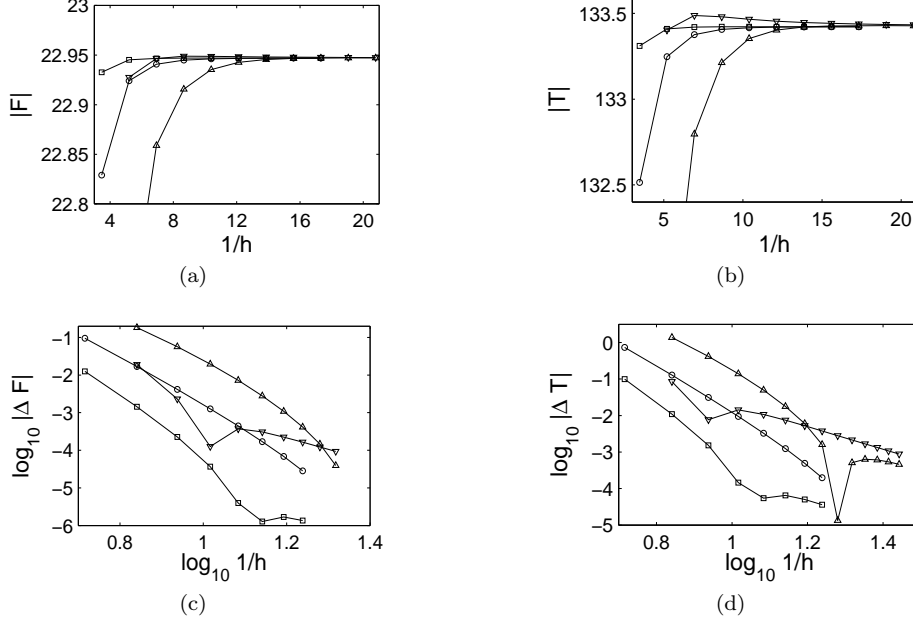 23
22.95
22.9
22.85
22.8
|F|
4 8 12 16 20
1/h
(a)
133.5
133
132.5
|T|
5 10 15 20
1/h
(b)
−1
−2
−3
−4
−5
−6
log10 |Δ F|
0.8 1 1.2 1.4
log10 1/h
(c)
0
−1
−2
−3
−4
−5
log10 |Δ T|
0.8 1 1.2 1.4
log10 1/h
(d)